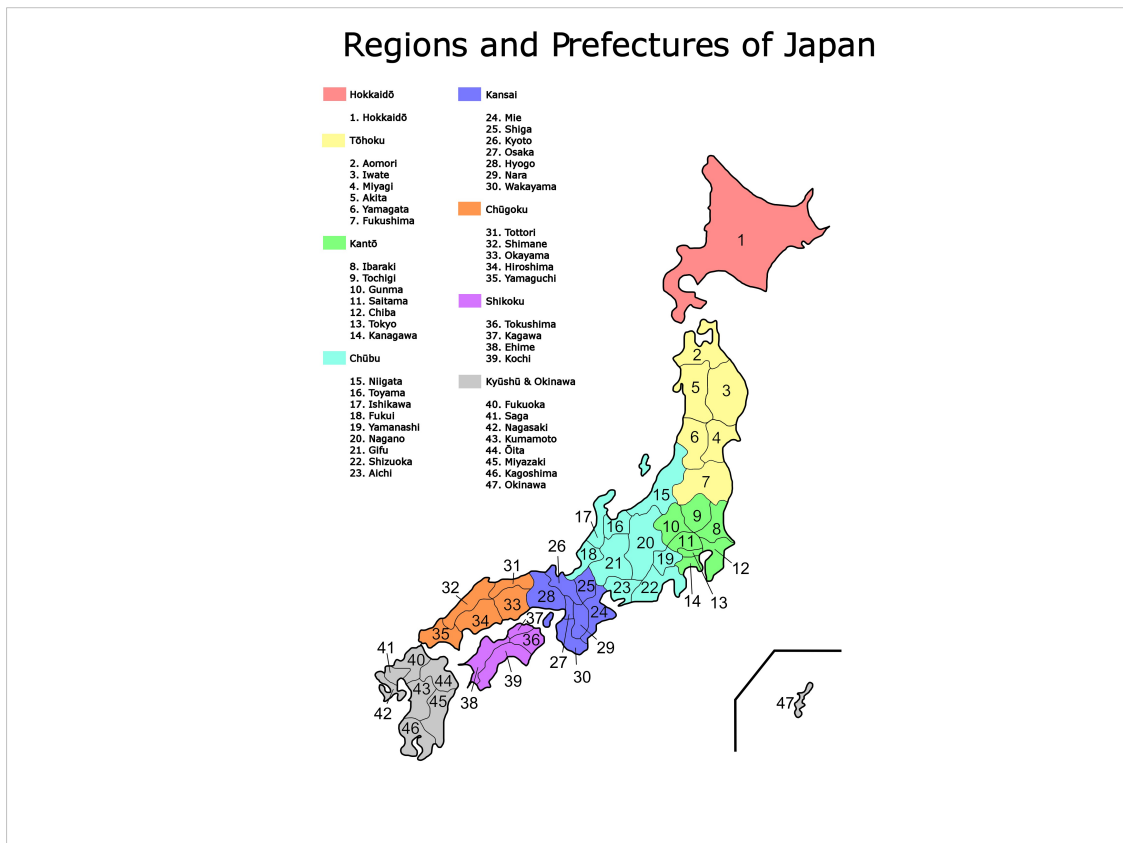 Regions and Prefectures of Japan
Hokkaidō
1. Hokkaidō
Tōhoku
2. Aomori
3. Iwate
4. Miyagi
5. Akita
6. Yamagata
7. Fukushima
Kantō
8. Ibaraki
9. Tochigi
10. Gunma
11. Saitama
12. Chiba
13. Tokyo
14. Kanagawa
Chūbu
15. Niigata
16. Toyama
17. Ishikawa
18. Fukui
19. Yamanashi
20. Nagano
21. Gifu
22. Shizuoka
23. Aichi
Kansai
24. Mie
25. Shiga
26. Kyoto
27. Osaka
28. Hyogo
29. Nara
30. Wakayama
Chūgoku
31. Tottori
32. Shimane
33. Okayama
34. Hiroshima
35. Yamaguchi
Shikoku
36. Tokushima
37. Kagawa
38. Ehime
39. Kochi
Kyūshū & Okinawa
40. Fukuoka
41. Saga
42. Nagasaki
43. Kumamoto
44. Ōita
45. Miyazaki
46. Kagoshima
47. Okinawa
1
2
5
3
6
4
7
15
17
16
10
9
8
11
20
18
21
19
12
26
31
32
28
25
23
22
14
13
33
24
34
37
35
36
29
27
30
41
40
39
38
42
43
44
45
46
47